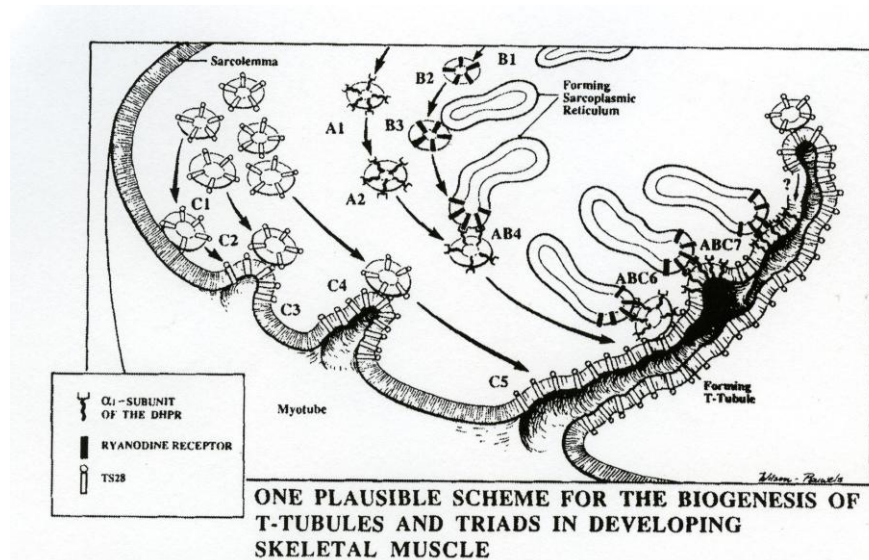 Sarcolemma
B1
B2
Forming
Sarcoplasmic
Reticulum
A1
B3
A2
C1
C2
AB4
?
ABC7
ABC6
C4
C3
C5
Forming
T-Tubule
Myotube
α1-SUBUNIT
OF THE DHPR
RYANODINE RECEPTOR
TS28
ONE PLAUSIBLE SCHEME FOR THE BIOGENESIS OF
T-TUBULES AND TRIADS IN DEVELOPING
SKELETAL MUSCLE